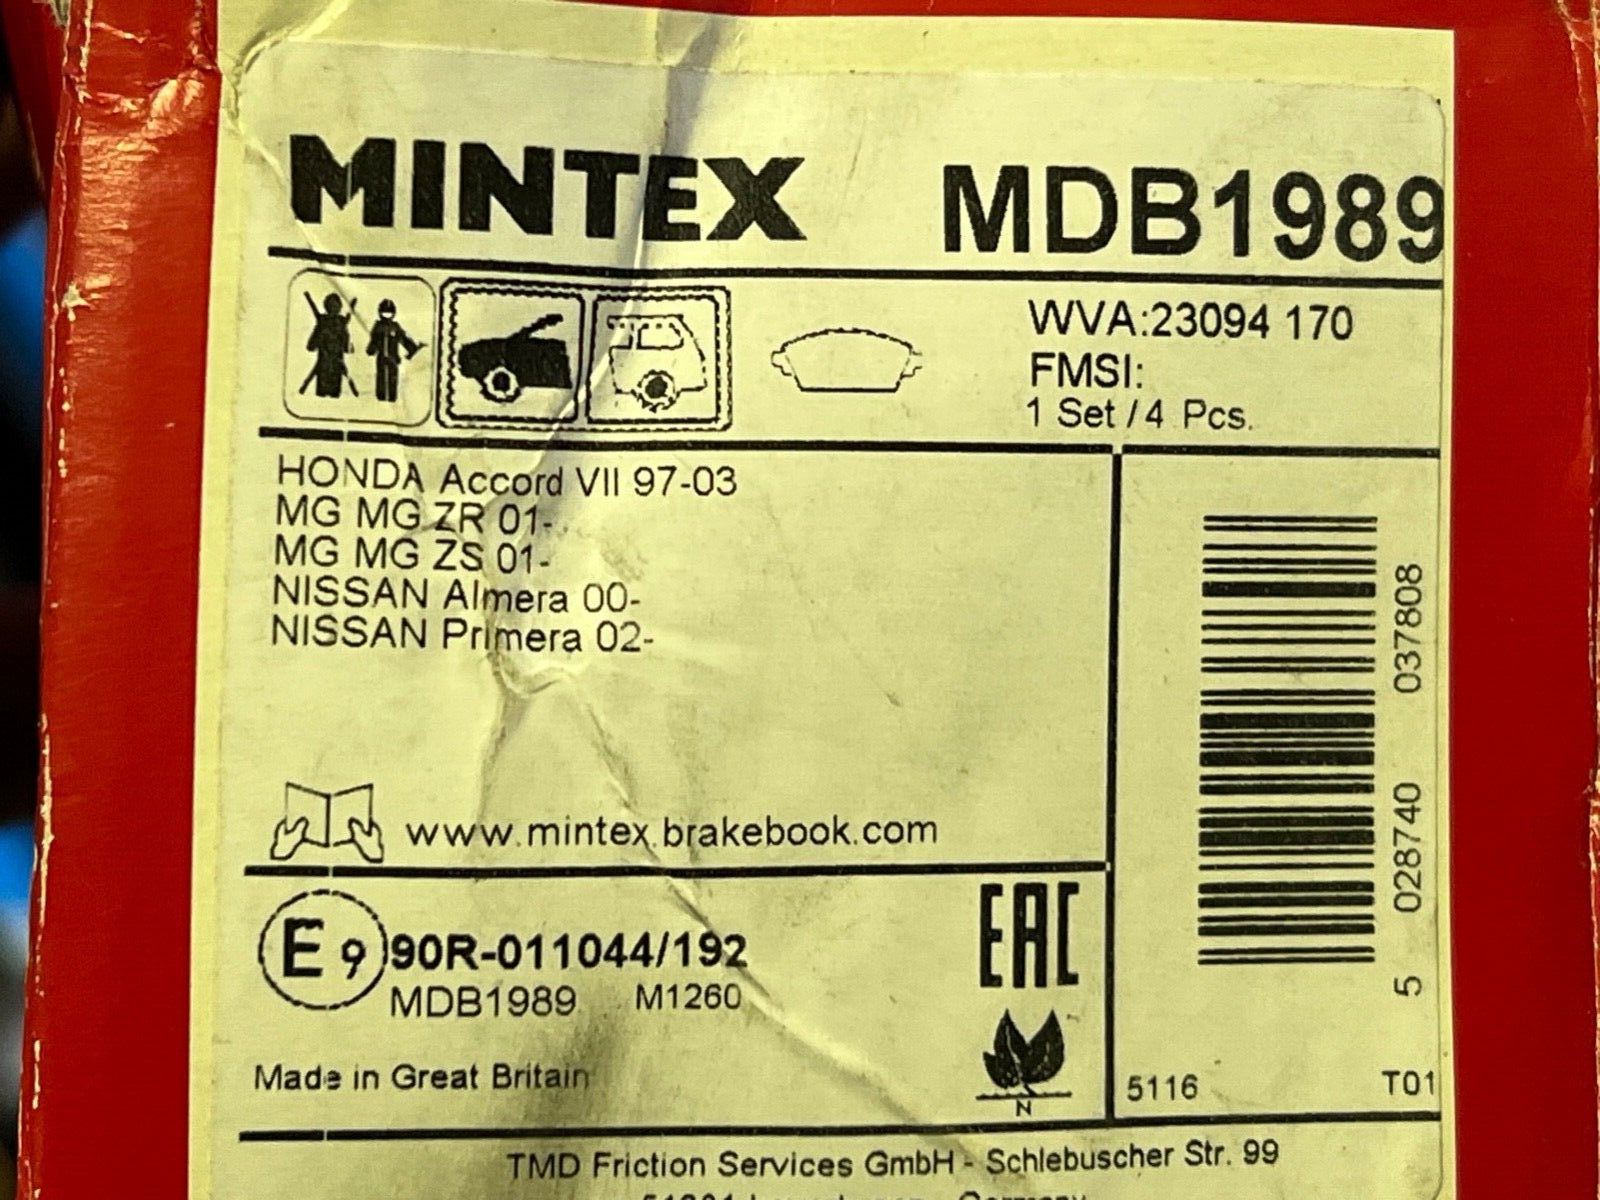 MINTEX MDB1989
WVA:23094 170
FMSI:
1 Set / 4 Pcs.
HONDA Accord VII 97-03
MG MG ZR 01-
MG MG ZS 01-
NISSAN Almera 00-
NISSAN Primera 02-
www.mintex.brakebook.com
E9 90R-011044/192
MDB1989 M1260
EAC
Made in Great Britain
N
5 028740 037808
5116 T01
TMD Friction Services GmbH - Schlebuscher Str. 99
Germany